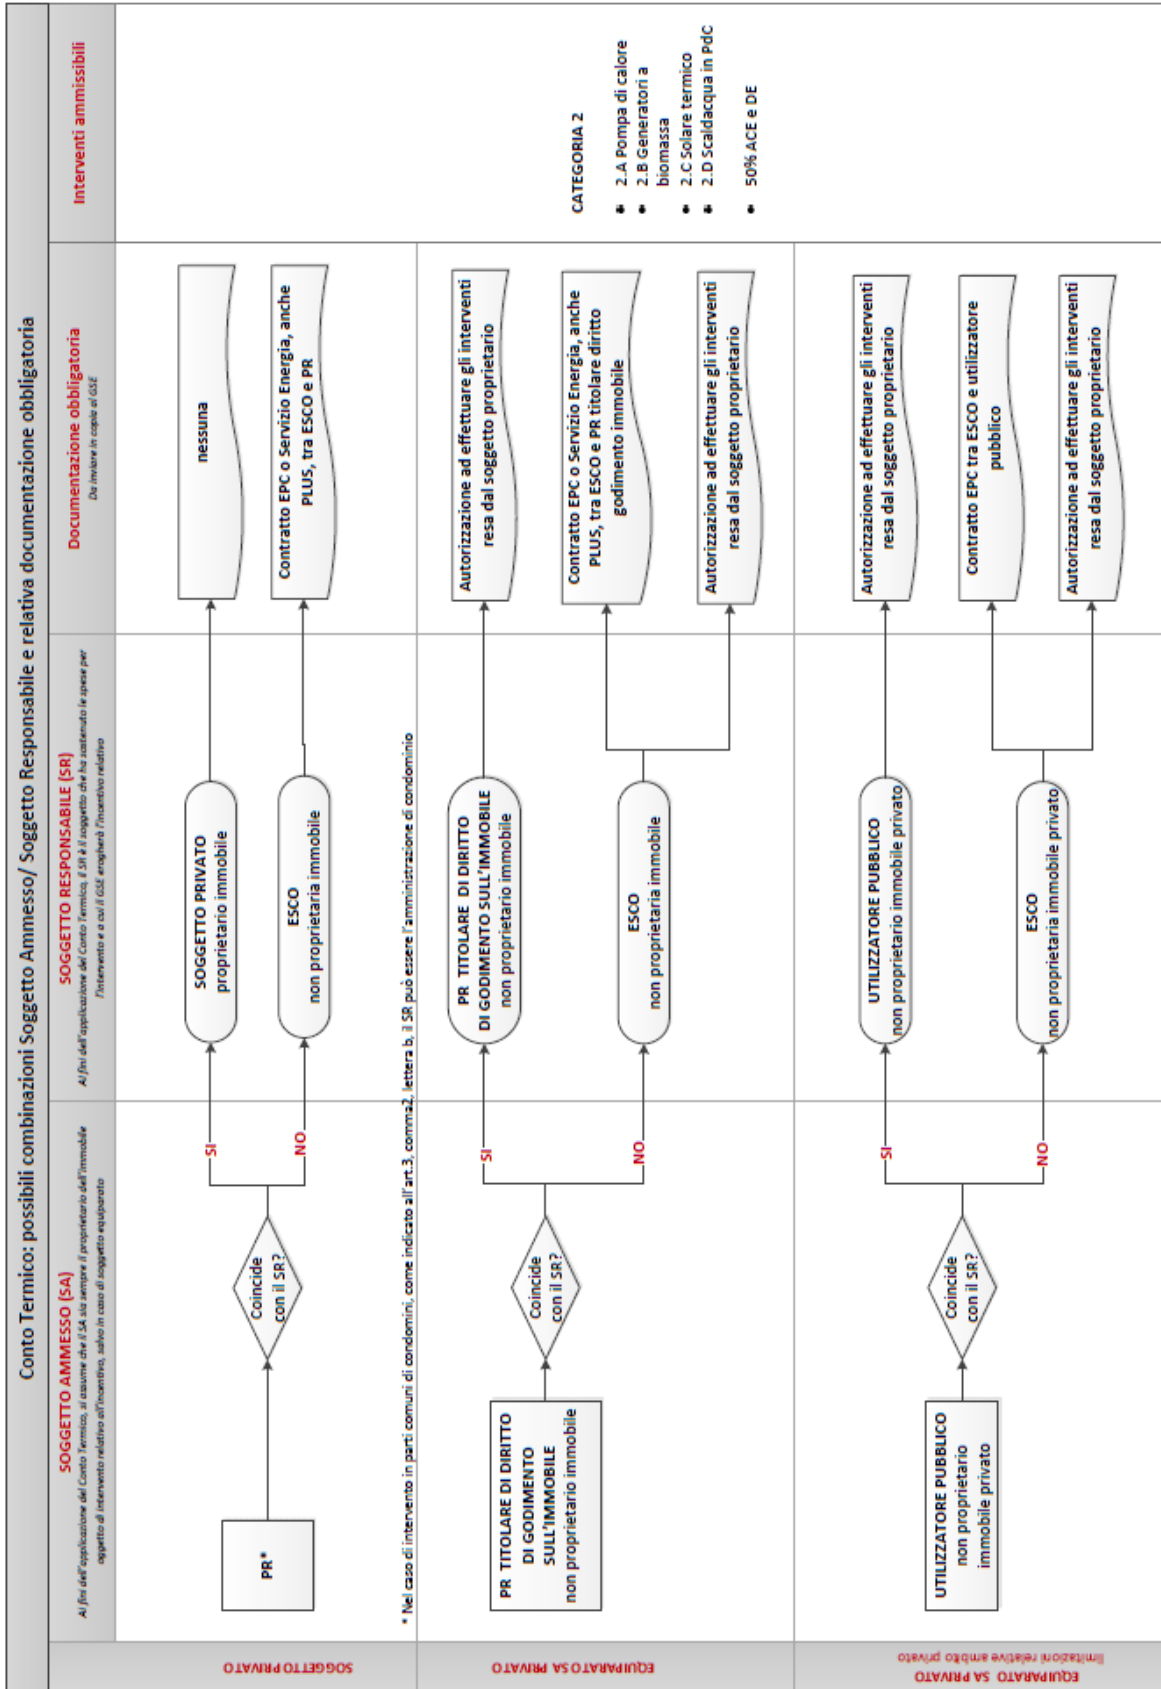 Conto Termico: possibili combinazioni Soggetto Ammesso/ Soggetto Responsabile e relativa documentazione obbligatoria
SOGGETTO AMMESSO (SA)
Ai fini dell'applicazione del Conto Termico, si assume che il SA sia sempre il proprietario dell'immobile
oggetto di intervento relativo all'incentivo, salvo in caso di soggetto equiparato
SOGGETTO RESPONSABILE (SR)
Ai fini dell'applicazione del Conto Termico, il SR è il soggetto che ha sostenuto le spese per
l'intervento e a cui il GSE erogherà l'incentivo relativo
Documentazione obbligatoria
Da inviare in copia al GSE
Interventi ammissibili
SOGGETTO PRIVATO
PR*
Coincide
con il SR?
SI
NO
SOGGETTO PRIVATO
proprietario immobile
ESCO
non proprietaria immobile
nessuna
Contratto EPC o Servizio Energia, anche
PLUS, tra ESCO e PR
* Nel caso di intervento in parti comuni di condomini, come indicato all'art.3, comma2, lettera b, il SR può essere l'amministrazione di condominio
EQUIPARATO SA PRIVATO
PR TITOLARE DI DIRITTO
DI GODIMENTO
SULL'IMMOBILE
non proprietario immobile
Coincide
con il SR?
SI
NO
PR TITOLARE DI DIRITTO
DI GODIMENTO SULL'IMMOBILE
non proprietario immobile
ESCO
non proprietaria immobile
Autorizzazione ad effettuare gli interventi
resa dal soggetto proprietario
Contratto EPC o Servizio Energia, anche
PLUS, tra ESCO e PR titolare diritto
godimento immobile
Autorizzazione ad effettuare gli interventi
resa dal soggetto proprietario
CATEGORIA 2
• 2.A Pompa di calore
• 2.B Generatori a
biomassa
• 2.C Solare termico
• 2.D Scaldacqua in PdC
• 50% ACE e DE
EQUIPARATO SA PRIVATO
limitazioni relative ambito privato
UTILIZZATORE PUBBLICO
non proprietario
immobile privato
Coincide
con il SR?
SI
NO
UTILIZZATORE PUBBLICO
non proprietario immobile privato
ESCO
non proprietaria immobile privato
Autorizzazione ad effettuare gli interventi
resa dal soggetto proprietario
Contratto EPC tra ESCO e utilizzatore
pubblico
Autorizzazione ad effettuare gli interventi
resa dal soggetto proprietario